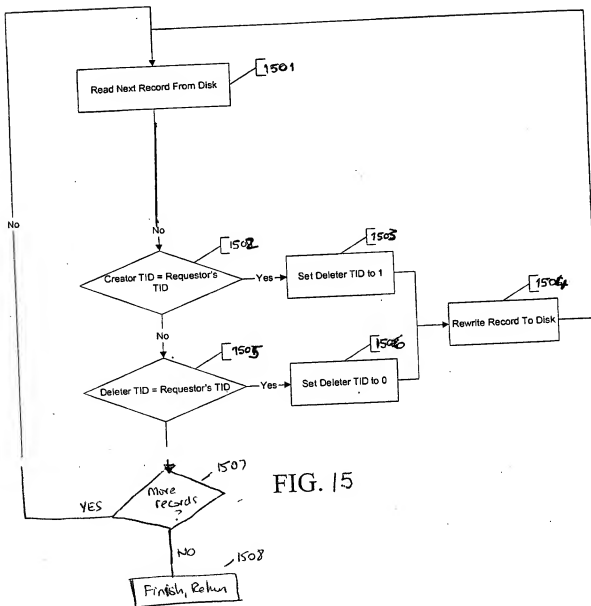 No
Read Next Record From Disk
1501
No
1502
Creator TID = Requestor's
TID
Yes
1503
Set Deleter TID to 1
1504
Rewrite Record To Disk
No
1505
Deleter TID = Requestor's TID
Yes
1506
Set Deleter TID to 0
No
1507
More
records
?
YES
FIG. 15
NO
1508
Finish, Return